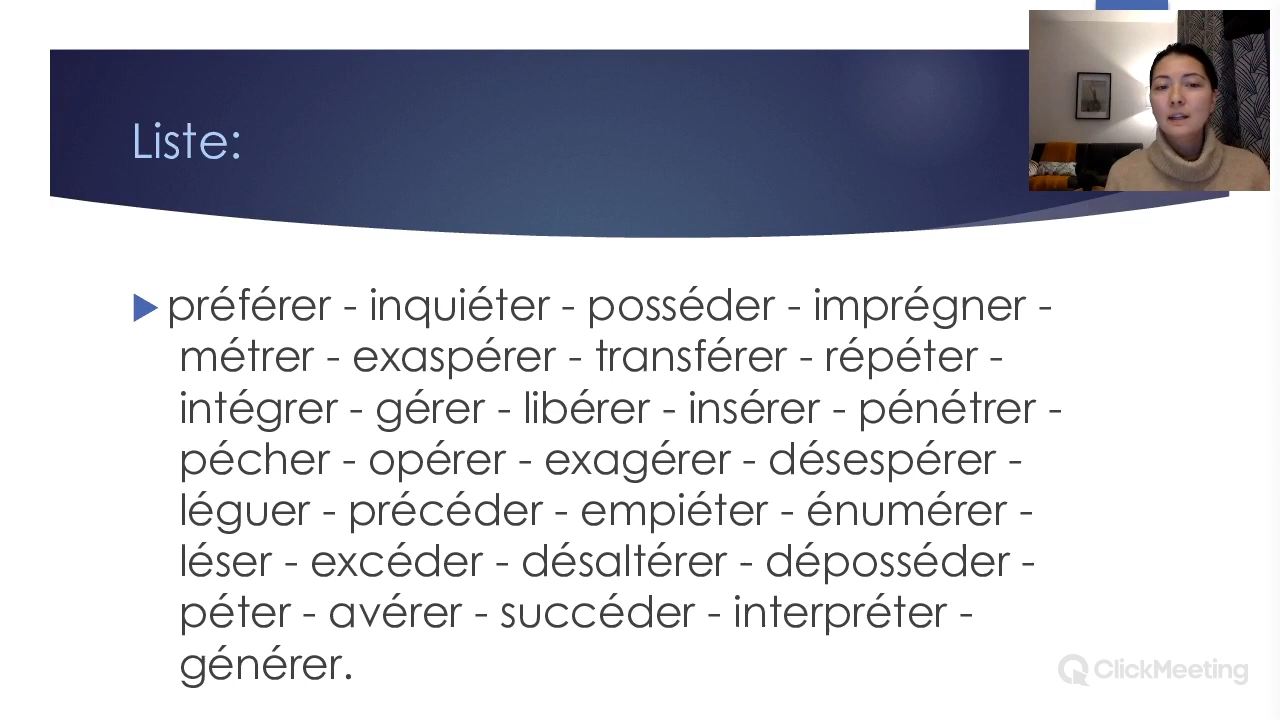 Liste:
préférer - inquiéter - posséder - imprégner -
métrer - exaspérer - transférer - répéter -
intégrer - gérer - libérer - insérer - pénétrer -
pécher - opérer - exagérer - désespérer -
léguer - précéder - empiéter - énumérer -
léser - excéder - désaltérer - déposséder -
péter - avérer - succéder - interpréter -
générer.
ClickMeeting